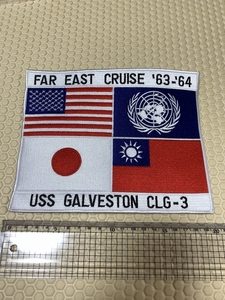 FAR EAST CRUISE '63-'64
USS GALVESTON CLG-3